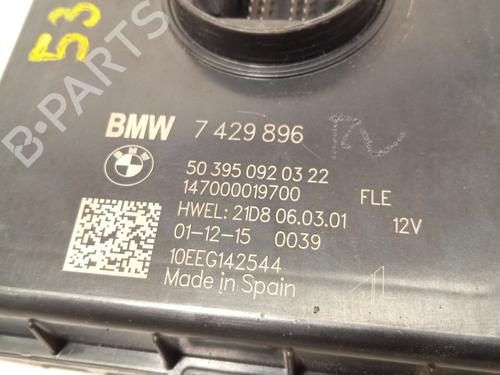 53
BMW 7 429 896
50 395 092 03 22
147000019700 FLE
HWEL: 21D8 06.03.01 12V
01-12-15 0039
10EEG142544
Made in Spain
B-PARTS